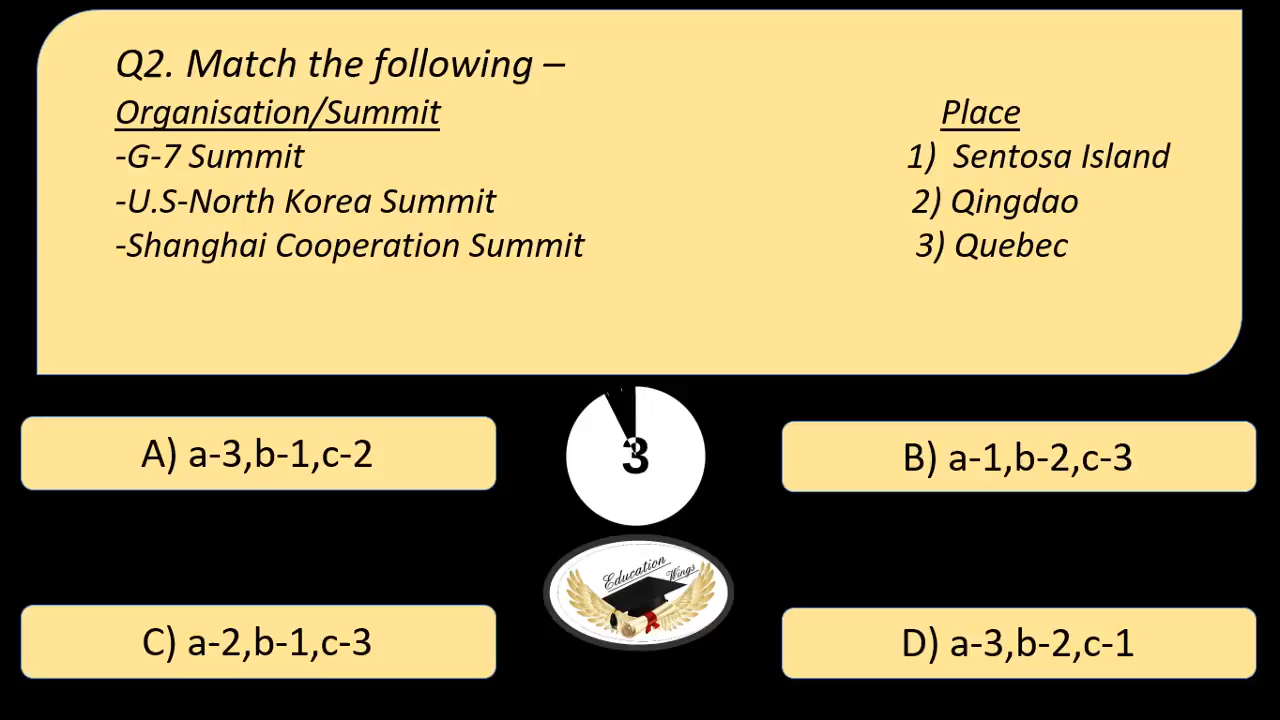 Q2. Match the following –
Organisation/Summit Place
-G-7 Summit 1) Sentosa Island
-U.S-North Korea Summit 2) Qingdao
-Shanghai Cooperation Summit 3) Quebec
A) a-3,b-1,c-2
3
B) a-1,b-2,c-3
Education
Wings
C) a-2,b-1,c-3
D) a-3,b-2,c-1